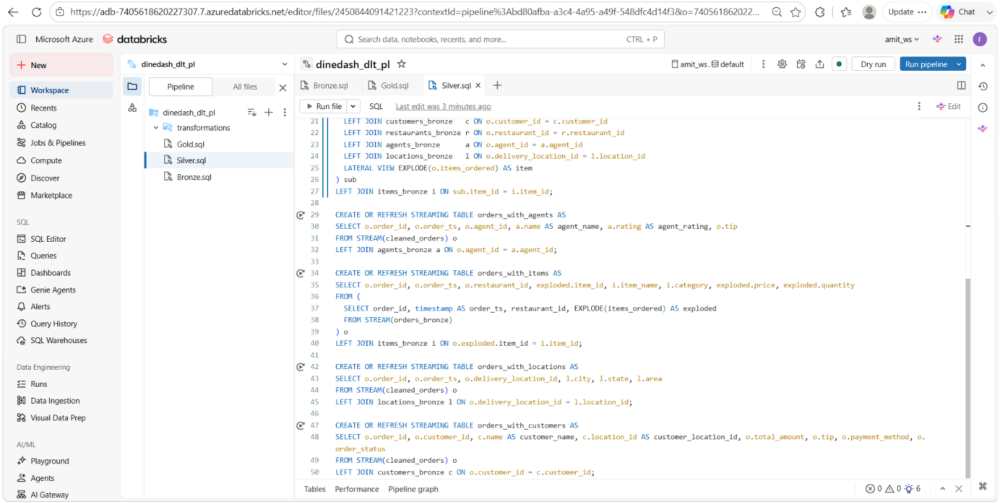 https://adb-7405618620227307.7.azuredatabricks.net/editor/files/2450844091421223?contextId=pipeline%3Abd80afba-a3c4-4a95-a49f-548dfc4d14f3&o=740561862022...
Update ...
Chat
Microsoft Azure
databricks
Search data, notebooks, recents, and more...
CTRL + P
amit_ws
F
New
Workspace
Recents
Catalog
Jobs & Pipelines
Compute
Discover
Marketplace
SQL
SQL Editor
Queries
Dashboards
Genie Agents
Alerts
Query History
SQL Warehouses
Data Engineering
Runs
Data Ingestion
Visual Data Prep
AI/ML
Playground
Agents
AI Gateway
dinedash_dlt_pl
Pipeline
All files
dinedash_dlt_pl
transformations
Gold.sql
Silver.sql
Bronze.sql
dinedash_dlt_pl
amit_ws. default
Dry run
Run pipeline
Bronze.sql
Gold.sql
Silver.sql
Run file
SQL
Last edit was 3 minutes ago
Edit
21 LEFT JOIN customers_bronze c ON o.customer_id = c.customer_id
22 LEFT JOIN restaurants_bronze r ON o.restaurant_id = r.restaurant_id
23 LEFT JOIN agents_bronze a ON o.agent_id = a.agent_id
24 LEFT JOIN locations_bronze l ON o.delivery_location_id = l.location_id
25 LATERAL VIEW EXPLODE(o.items_ordered) AS item
26 ) sub
27 LEFT JOIN items_bronze i ON sub.item_id = i.item_id;
28
29 CREATE OR REFRESH STREAMING TABLE orders_with_agents AS
30 SELECT o.order_id, o.order_ts, o.agent_id, a.name AS agent_name, a.rating AS agent_rating, o.tip
31 FROM STREAM(cleaned_orders) o
32 LEFT JOIN agents_bronze a ON o.agent_id = a.agent_id;
33
34 CREATE OR REFRESH STREAMING TABLE orders_with_items AS
35 SELECT o.order_id, o.order_ts, o.restaurant_id, exploded.item_id, i.item_name, i.category, exploded.price, exploded.quantity
36 FROM (
37 SELECT order_id, timestamp AS order_ts, restaurant_id, EXPLODE(items_ordered) AS exploded
38 FROM STREAM(orders_bronze)
39 ) o
40 LEFT JOIN items_bronze i ON o.exploded.item_id = i.item_id;
41
42 CREATE OR REFRESH STREAMING TABLE orders_with_locations AS
43 SELECT o.order_id, o.order_ts, o.delivery_location_id, l.city, l.state, l.area
44 FROM STREAM(cleaned_orders) o
45 LEFT JOIN locations_bronze l ON o.delivery_location_id = l.location_id;
46
47 CREATE OR REFRESH STREAMING TABLE orders_with_customers AS
48 SELECT o.order_id, o.customer_id, c.name AS customer_name, c.location_id AS customer_location_id, o.total_amount, o.tip, o.payment_method, o.
order_status
49 FROM STREAM(cleaned_orders) o
50 LEFT JOIN customers_bronze c ON o.customer_id = c.customer_id;
Tables
Performance
Pipeline graph
0
0
6